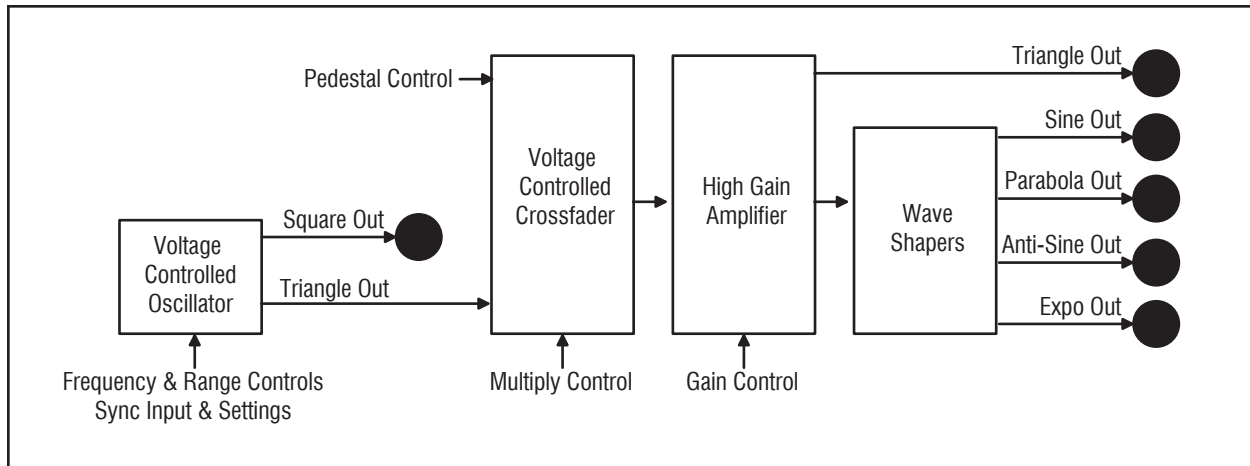 Pedestal Control
Triangle Out
Sine Out
Parabola Out
Anti-Sine Out
Expo Out
Voltage
Controlled
Crossfader
High Gain
Amplifier
Wave
Shapers
Square Out
Triangle Out
Voltage
Controlled
Oscillator
Frequency & Range Controls
Sync Input & Settings
Multiply Control
Gain Control